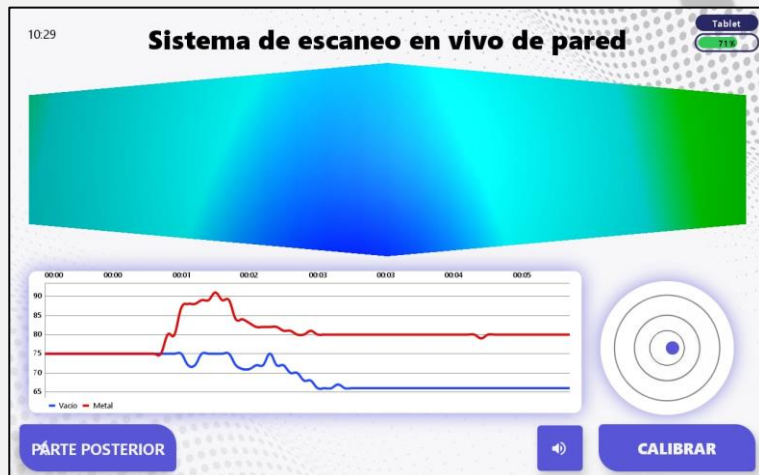 10:29
Sistema de escaneo en vivo de pared
Tablet
71%
00:00 00:00 00:01 00:02 00:03 00:03 00:04 00:05
90
85
80
75
70
65
Vacio Metal
PARTE POSTERIOR
CALIBRAR